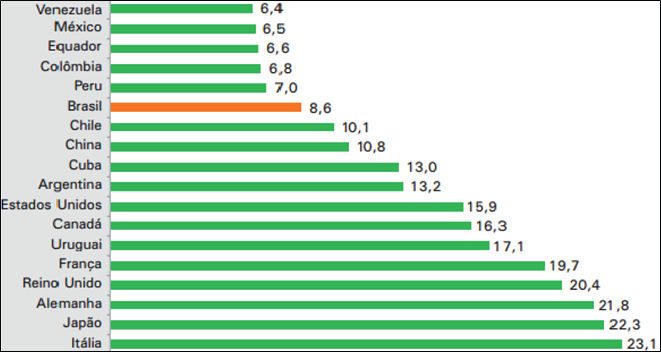 Venezuela 6,4
México 6,5
Equador 6,6
Colômbia 6,8
Peru 7,0
Brasil 8,6
Chile 10,1
China 10,8
Cuba 13,0
Argentina 13,2
Estados Unidos 15,9
Canadá 16,3
Uruguai 17,1
França 19,7
Reino Unido 20,4
Alemanha 21,8
Japão 22,3
Itália 23,1